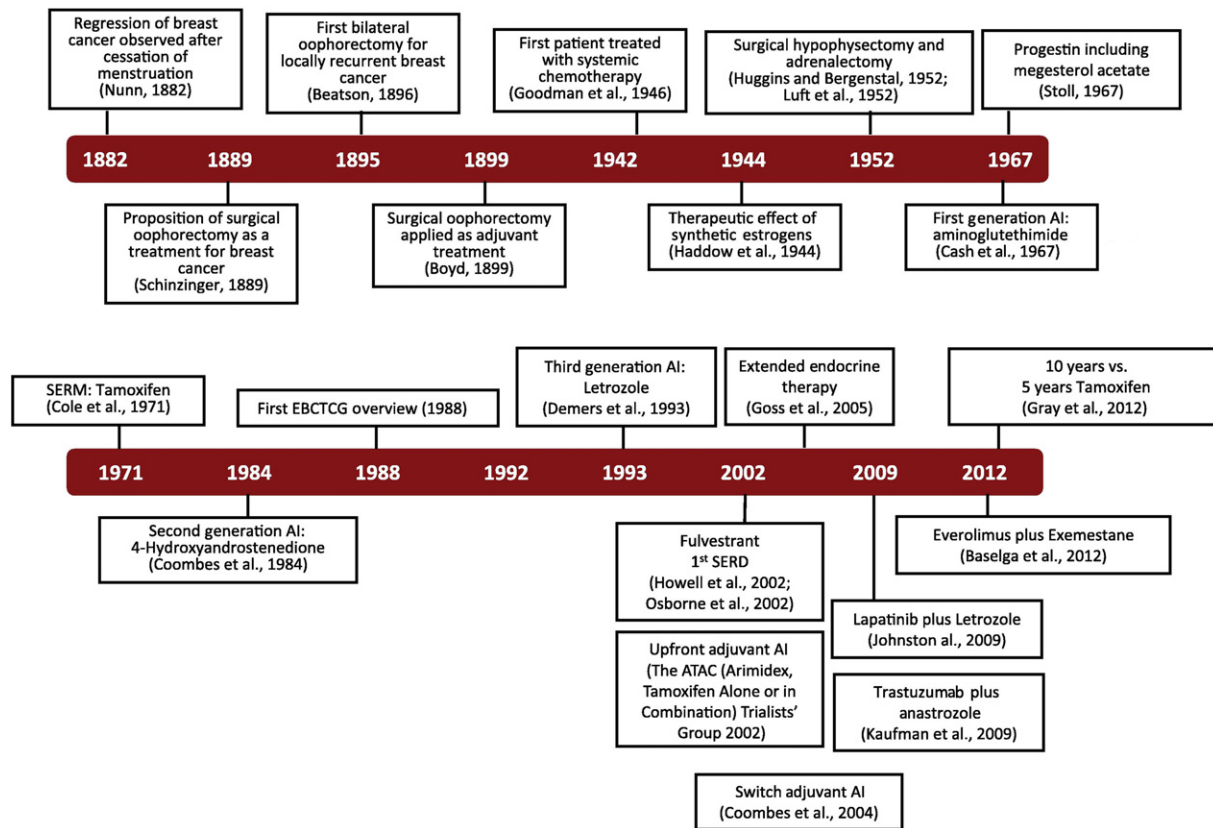 Regression of breast
cancer observed after
cessation of
menstruation
(Nunn, 1882)
First bilateral
oophorectomy for
locally recurrent breast
cancer
(Beatson, 1896)
First patient treated
with systemic
chemotherapy
(Goodman et al., 1946)
Surgical hypophysectomy and
adrenalectomy
(Huggins and Bergenstal, 1952;
Luft et al., 1952)
Progestin including
megesterol acetate
(Stoll, 1967)
1882 1889 1895 1899 1942 1944 1952 1967
Proposition of surgical
oophorectomy as a
treatment for breast
cancer
(Schinzinger, 1889)
Surgical oophorectomy
applied as adjuvant
treatment
(Boyd, 1899)
Therapeutic effect of
synthetic estrogens
(Haddow et al., 1944)
First generation AI:
aminoglutethimide
(Cash et al., 1967)
SERM: Tamoxifen
(Cole et al., 1971)
First EBCTCG overview (1988)
Third generation AI:
Letrozole
(Demers et al., 1993)
Extended endocrine
therapy
(Goss et al., 2005)
10 years vs.
5 years Tamoxifen
(Gray et al., 2012)
1971 1984 1988 1992 1993 2002 2009 2012
Second generation AI:
4-Hydroxyandrostenedione
(Coombes et al., 1984)
Fulvestrant
1st SERD
(Howell et al., 2002;
Osborne et al., 2002)
Everolimus plus Exemestane
(Baselga et al., 2012)
Upfront adjuvant AI
(The ATAC (Arimidex,
Tamoxifen Alone or in
Combination) Trialists’
Group 2002)
Lapatinib plus Letrozole
(Johnston al., 2009)
Trastuzumab plus
anastrozole
(Kaufman et al., 2009)
Switch adjuvant AI
(Coombes et al., 2004)